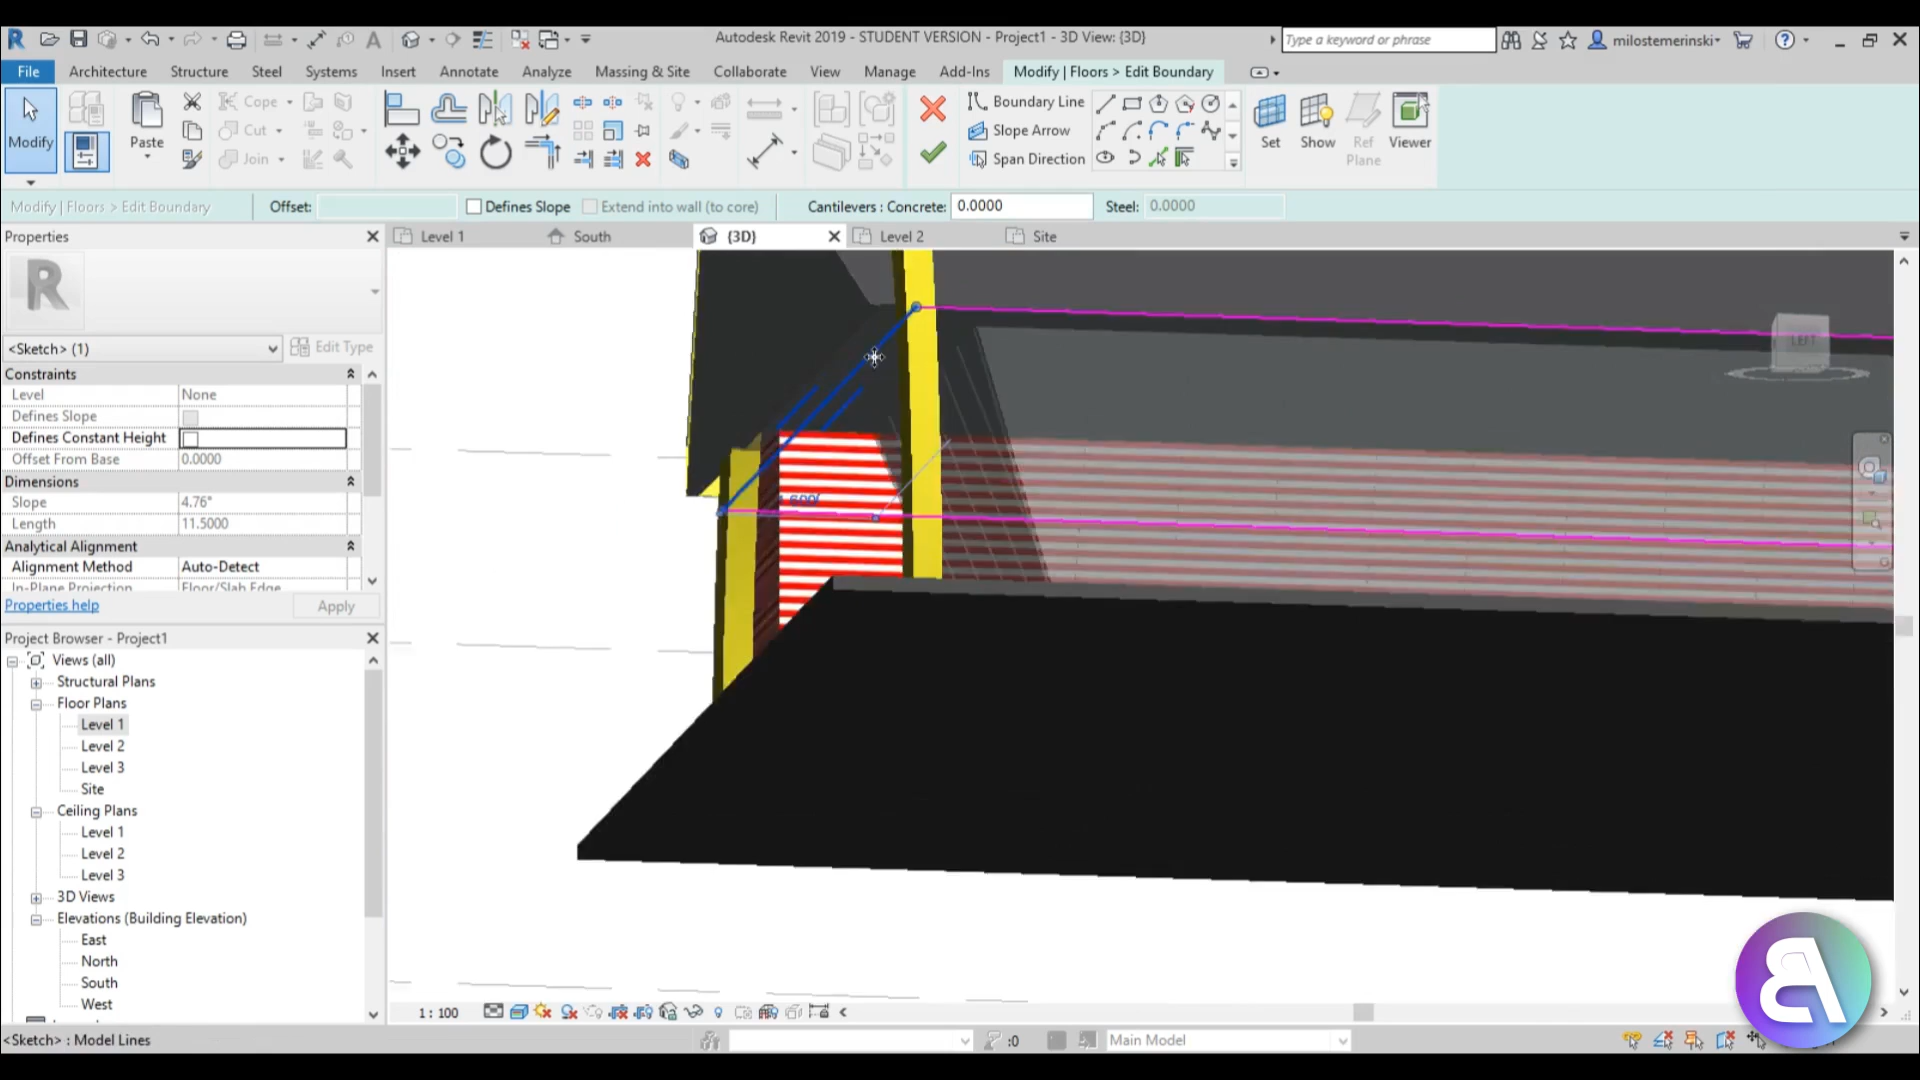 Autodesk Revit 2019 - STUDENT VERSION - Project1 - 3D View: {3D}
Type a keyword or phrase
milostemerinski
File Architecture Structure Steel Systems Insert Annotate Analyze Massing & Site Collaborate View Manage Add-Ins Modify | Floors > Edit Boundary
Modify
Paste
Cope
Cut
Join
Boundary Line
Slope Arrow
Span Direction
Set
Show
Ref
Plane
Viewer
Modify | Floors > Edit Boundary Offset: Defines Slope Extend into wall (to core) Cantilevers : Concrete: 0.0000 Steel: 0.0000
Properties
Level 1 South {3D} Level 2 Site
R
<Sketch> (1) Edit Type
Constraints
Level None
Defines Slope
Defines Constant Height
Offset From Base 0.0000
Dimensions
Slope 4.76°
Length 11.5000
Analytical Alignment
Alignment Method Auto-Detect
In-Plane Projection Floor/Slab Edge
Properties help Apply
LEFT
Project Browser - Project1
Views (all)
Structural Plans
Floor Plans
Level 1
Level 2
Level 3
Site
Ceiling Plans
Level 1
Level 2
Level 3
3D Views
Elevations (Building Elevation)
East
North
South
West
1 : 100
<Sketch> : Model Lines
:0
Main Model